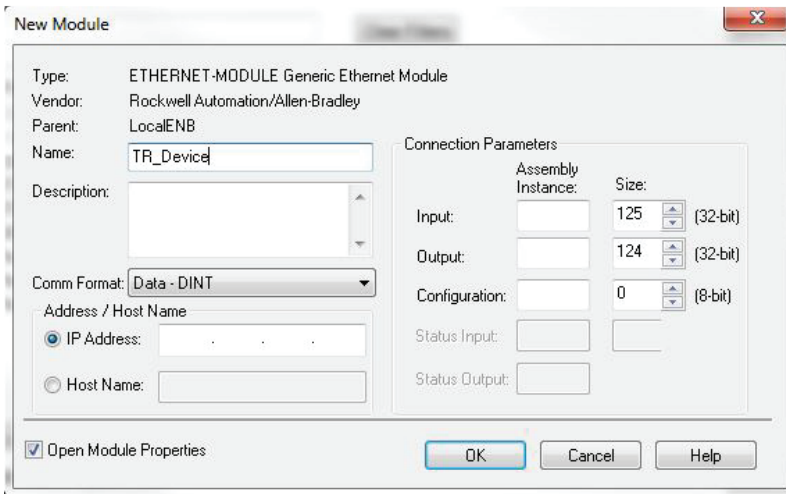 New Module
Type: ETHERNET-MODULE Generic Ethernet Module
Vendor: Rockwell Automation/Allen-Bradley
Parent: LocalENB
Name: TR_Device
Description:
Comm Format: Data - DINT
Address / Host Name
IP Address: . . .
Host Name:
Connection Parameters
Assembly
Instance: Size:
Input: 125 (32-bit)
Output: 124 (32-bit)
Configuration: 0 (8-bit)
Status Input:
Status Output:
Open Module Properties
OK Cancel Help